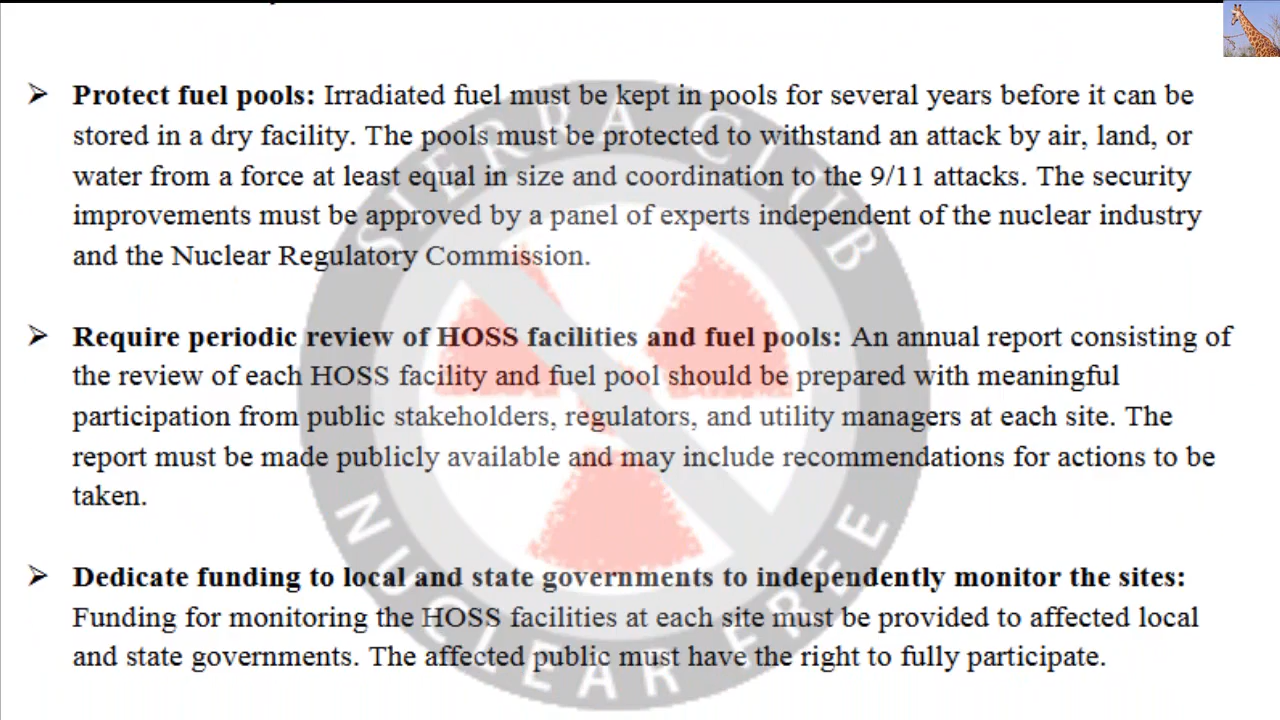 ➢ Protect fuel pools: Irradiated fuel must be kept in pools for several years before it can be
stored in a dry facility. The pools must be protected to withstand an attack by air, land, or
water from a force at least equal in size and coordination to the 9/11 attacks. The security
improvements must be approved by a panel of experts independent of the nuclear industry
and the Nuclear Regulatory Commission.
➢ Require periodic review of HOSS facilities and fuel pools: An annual report consisting of
the review of each HOSS facility and fuel pool should be prepared with meaningful
participation from public stakeholders, regulators, and utility managers at each site. The
report must be made publicly available and may include recommendations for actions to be
taken.
➢ Dedicate funding to local and state governments to independently monitor the sites:
Funding for monitoring the HOSS facilities at each site must be provided to affected local
and state governments. The affected public must have the right to fully participate.
SIERRA CLUB
NUCLEAR FREE